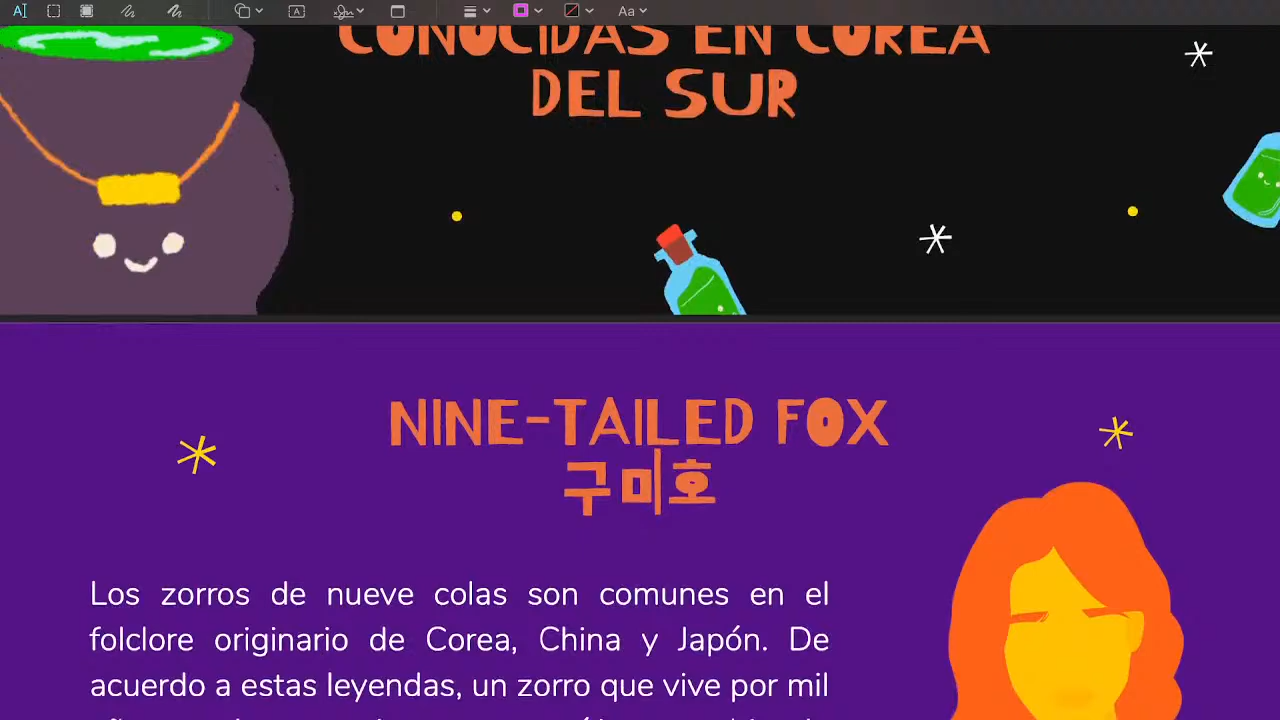 CONOCIDAS EN COREA
DEL SUR
NINE-TAILED FOX
구미호
Los zorros de nueve colas son comunes en el
folclore originario de Corea, China y Japón. De
acuerdo a estas leyendas, un zorro que vive por mil